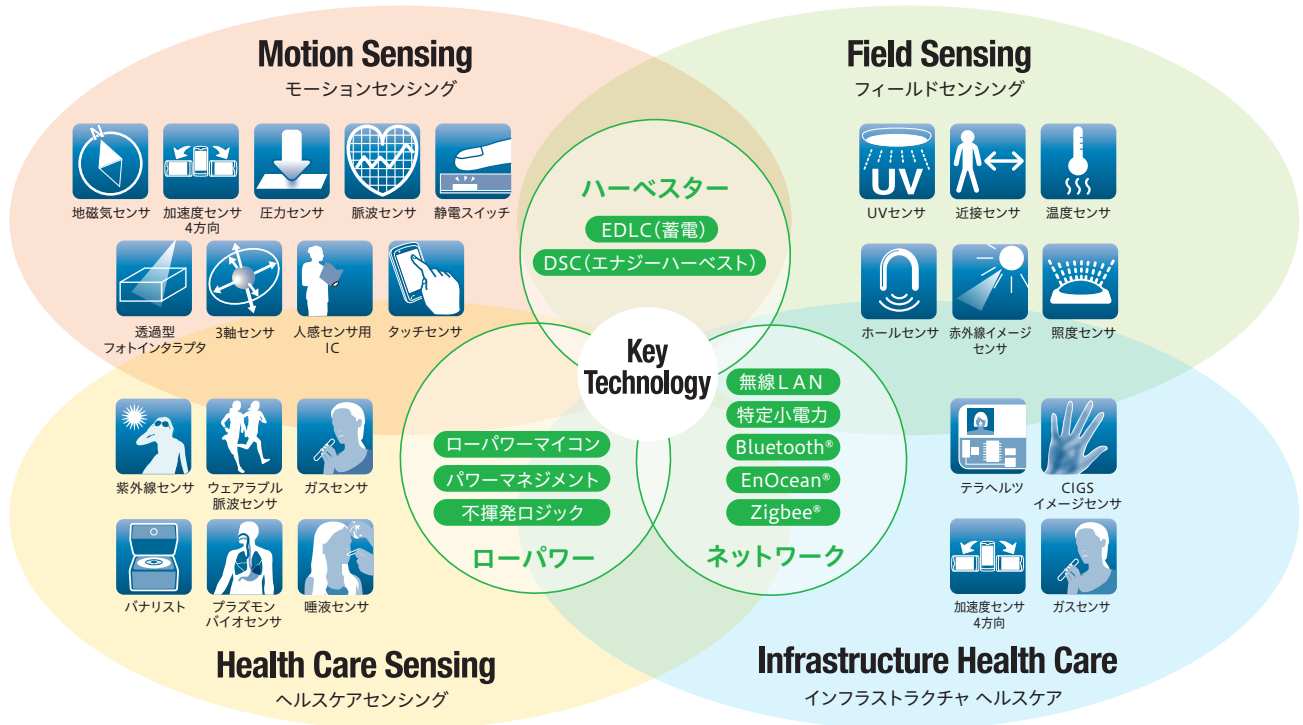 Motion Sensing
モーションセンシング
N
地磁気センサ
加速度センサ
4方向
圧力センサ
脈波センサ
静電スイッチ
透過型
フォトインタラプタ
3軸センサ
人感センサ用
IC
タッチセンサ
Field Sensing
フィールドセンシング
UV
UVセンサ
近接センサ
温度センサ
ホールセンサ
赤外線イメージ
センサ
照度センサ
ハーベスター
EDLC(蓄電)
DSC(エナジーハーベスト)
Key
Technology
ローパワーマイコン
パワーマネジメント
不揮発ロジック
ローパワー
無線LAN
特定小電力
Bluetooth®
EnOcean®
Zigbee®
ネットワーク
紫外線センサ
ウェアラブル
脈波センサ
ガスセンサ
バナリスト
プラズモン
バイオセンサ
唾液センサ
Health Care Sensing
ヘルスケアセンシング
テラヘルツ
CIGS
イメージセンサ
加速度センサ
4方向
ガスセンサ
Infrastructure Health Care
インフラストラクチャ ヘルスケア